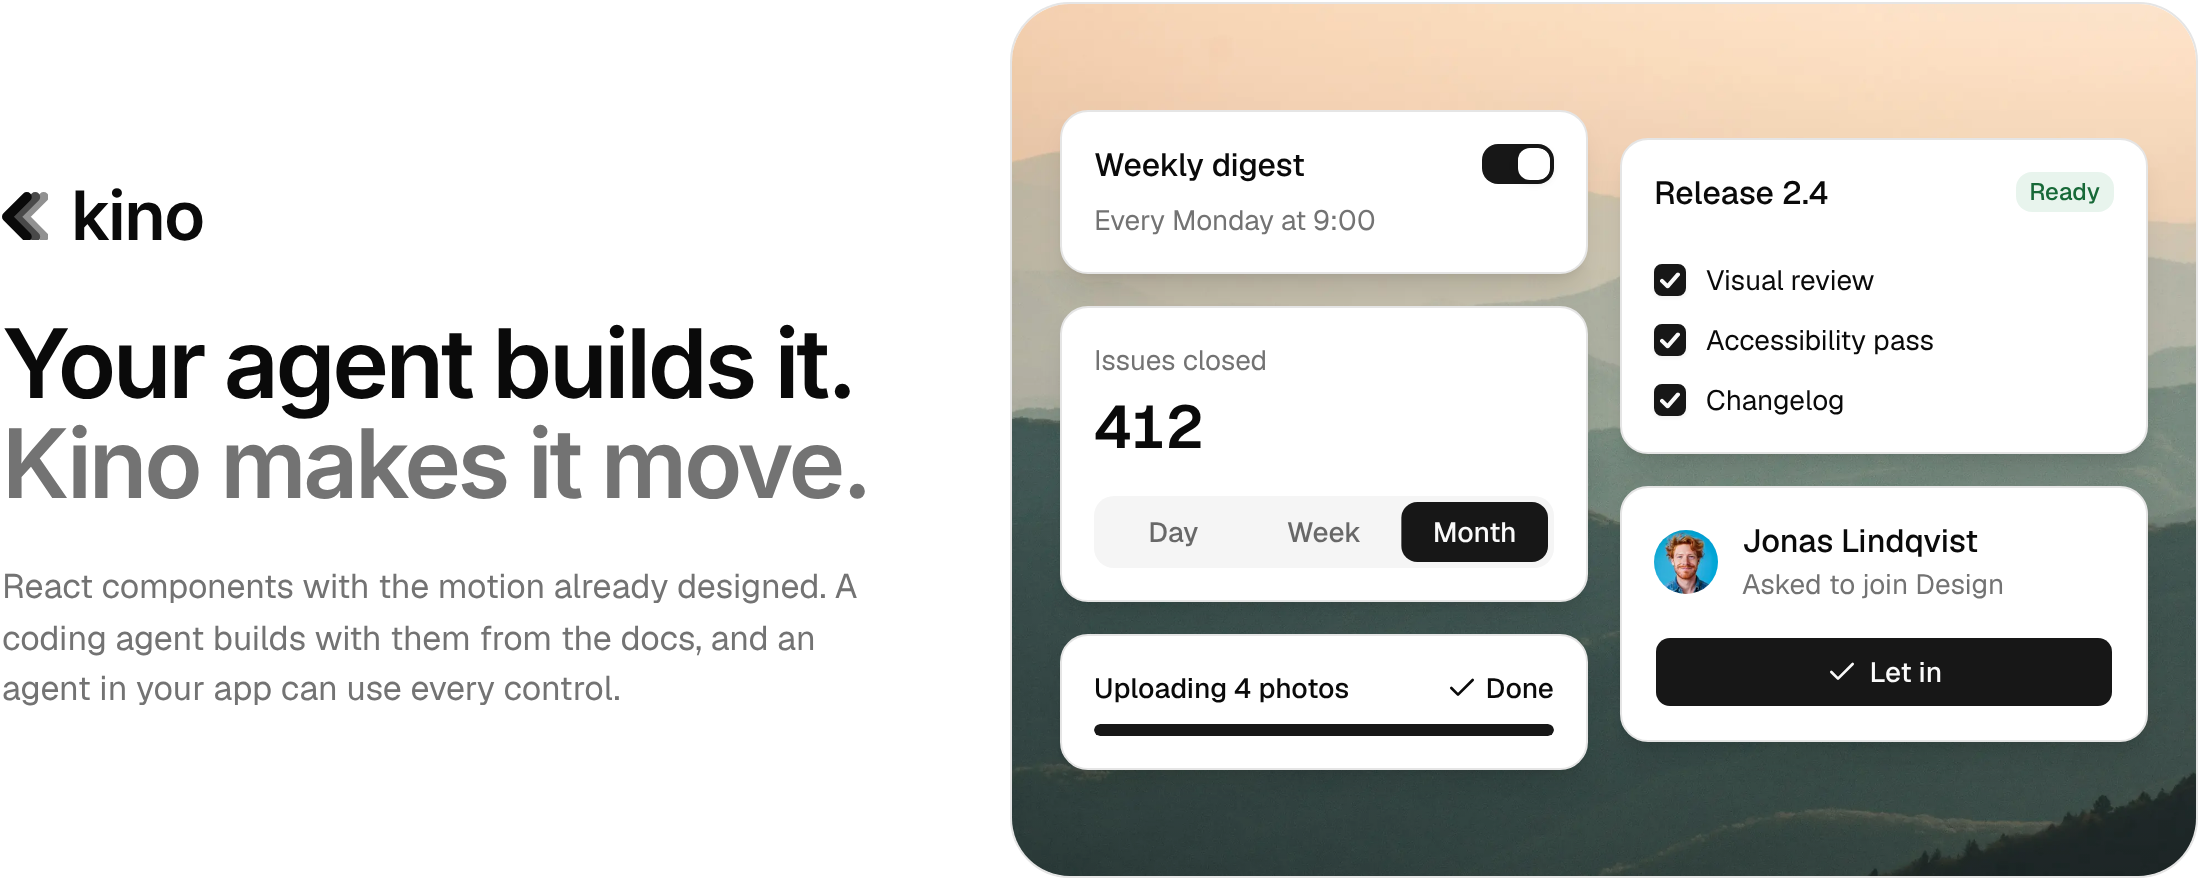 kino
Your agent builds it.
Kino makes it move.
React components with the motion already designed. A
coding agent builds with them from the docs, and an
agent in your app can use every control.
Weekly digest
Every Monday at 9:00
Issues closed
412
Day Week Month
Uploading 4 photos Done
Release 2.4 Ready
Visual review
Accessibility pass
Changelog
Jonas Lindqvist
Asked to join Design
Let in